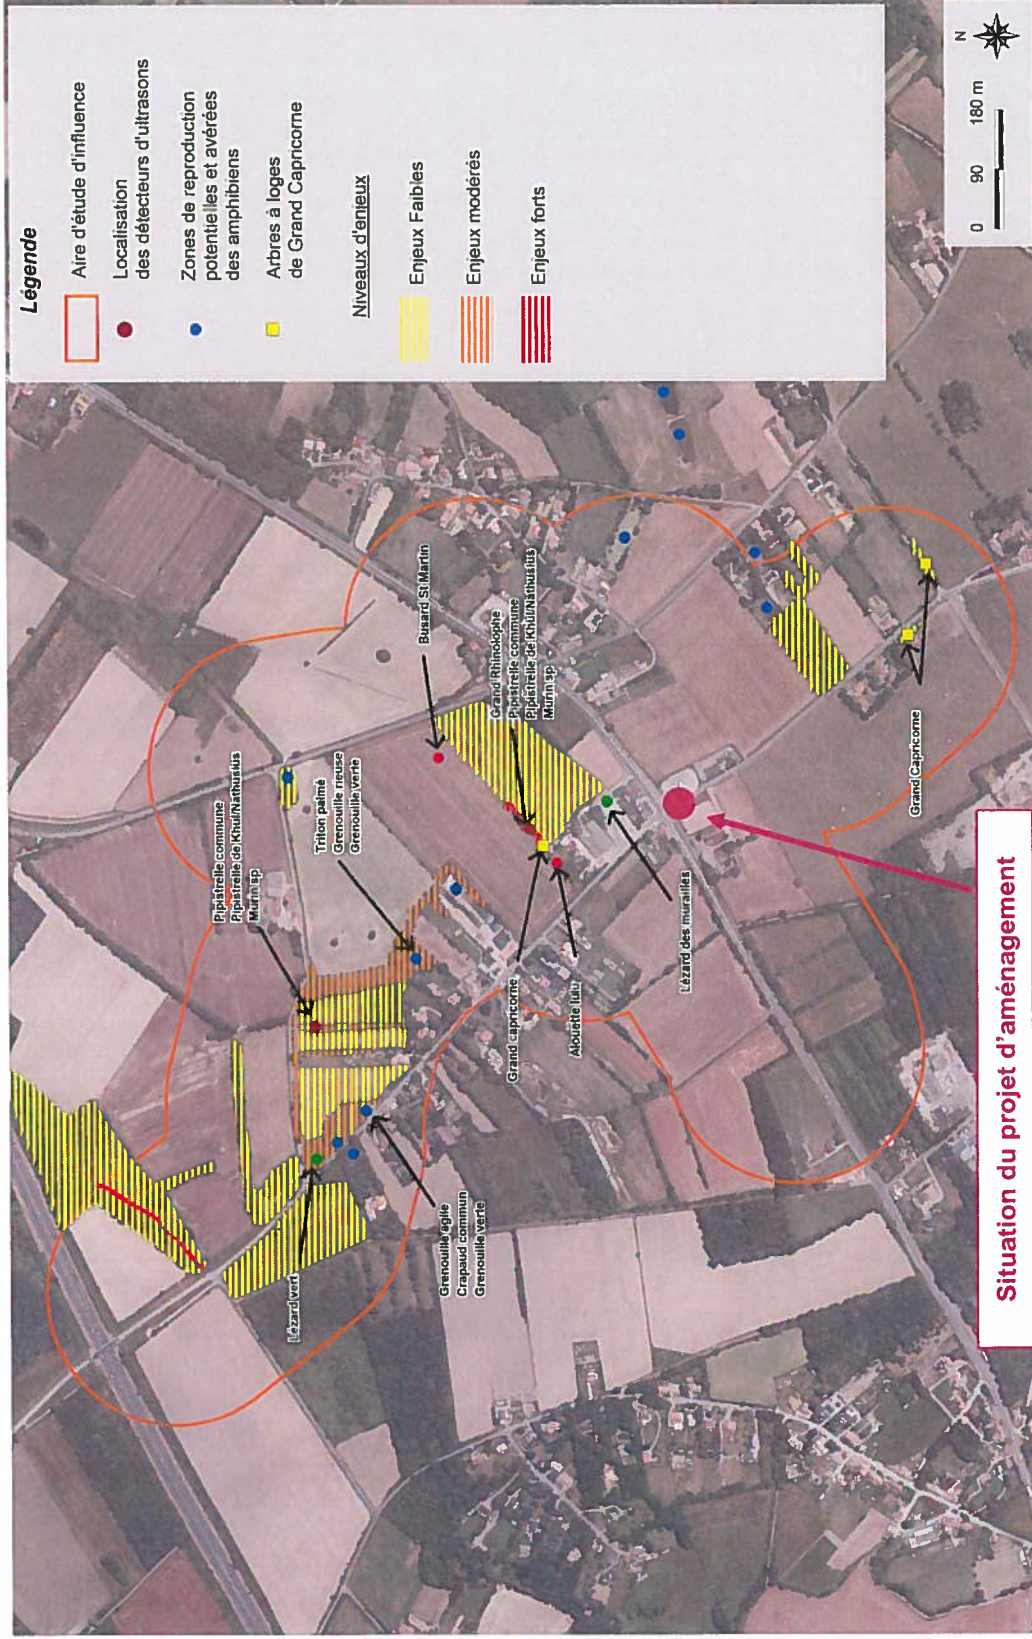 Légende
Aire d'étude d'influence
Localisation
des détecteurs d'ultrasons
Zones de reproduction
potentielles et avérées
des amphibiens
Arbres à loges
de Grand Capricorne
Niveaux d'enieux
Enjeux Faibles
Enjeux modérés
Enjeux forts
N
0 90 180 m
Busard St Martin
Grand Rhinolophe
Pipistrelle commune
Pipistrelle de Khül/Nathusius
Murin sp
Pipistrelle commune
Pipistrelle de Khul/Nathusius
Murin sp
Triton palmé
Grenouille rieuse
Grenouille verte
Grand Capricorne
Lézard des murailles
Alouette lulu
Grand capricorne
Grenouille agile
Crapaud commun
Grenouille verte
Lézard vert
Situation du projet d'aménagement